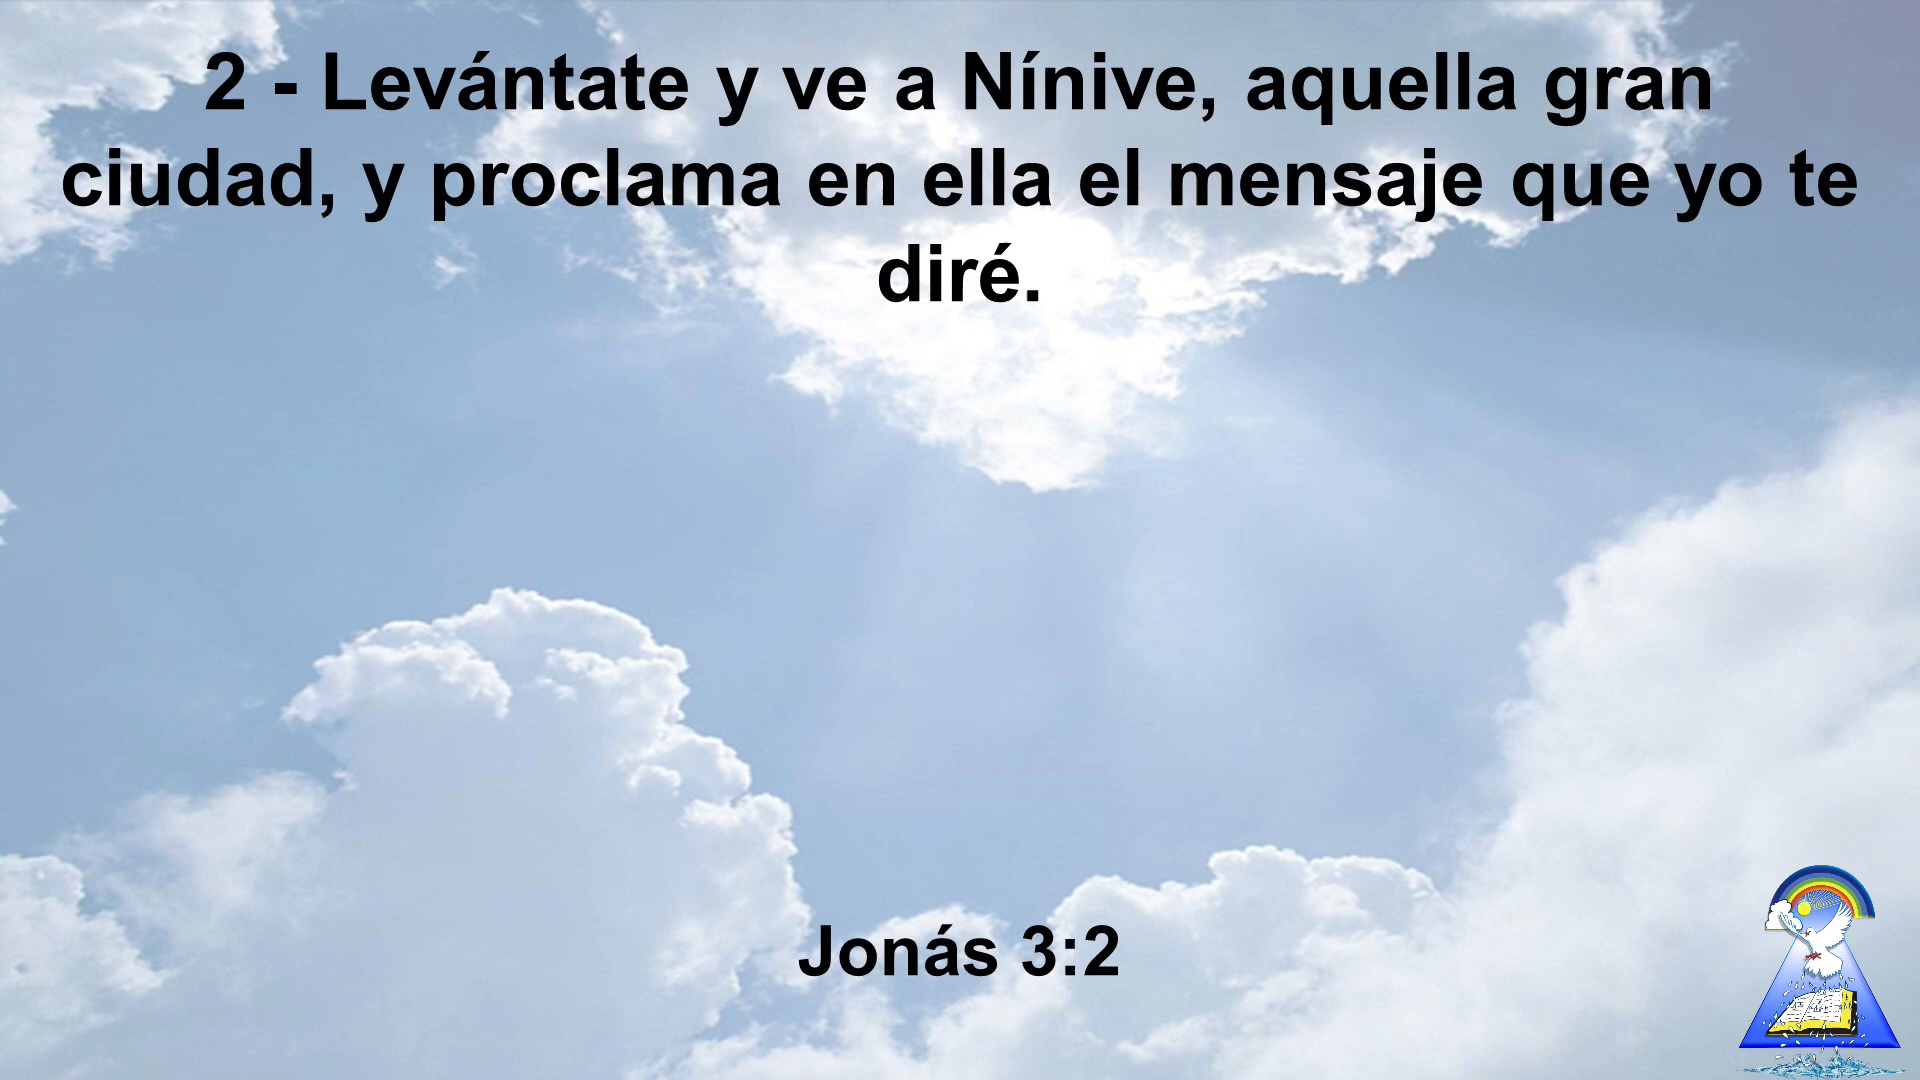 2 - Levántate y ve a Nínive, aquella gran
ciudad, y proclama en ella el mensaje que yo te
diré.
Jonás 3:2